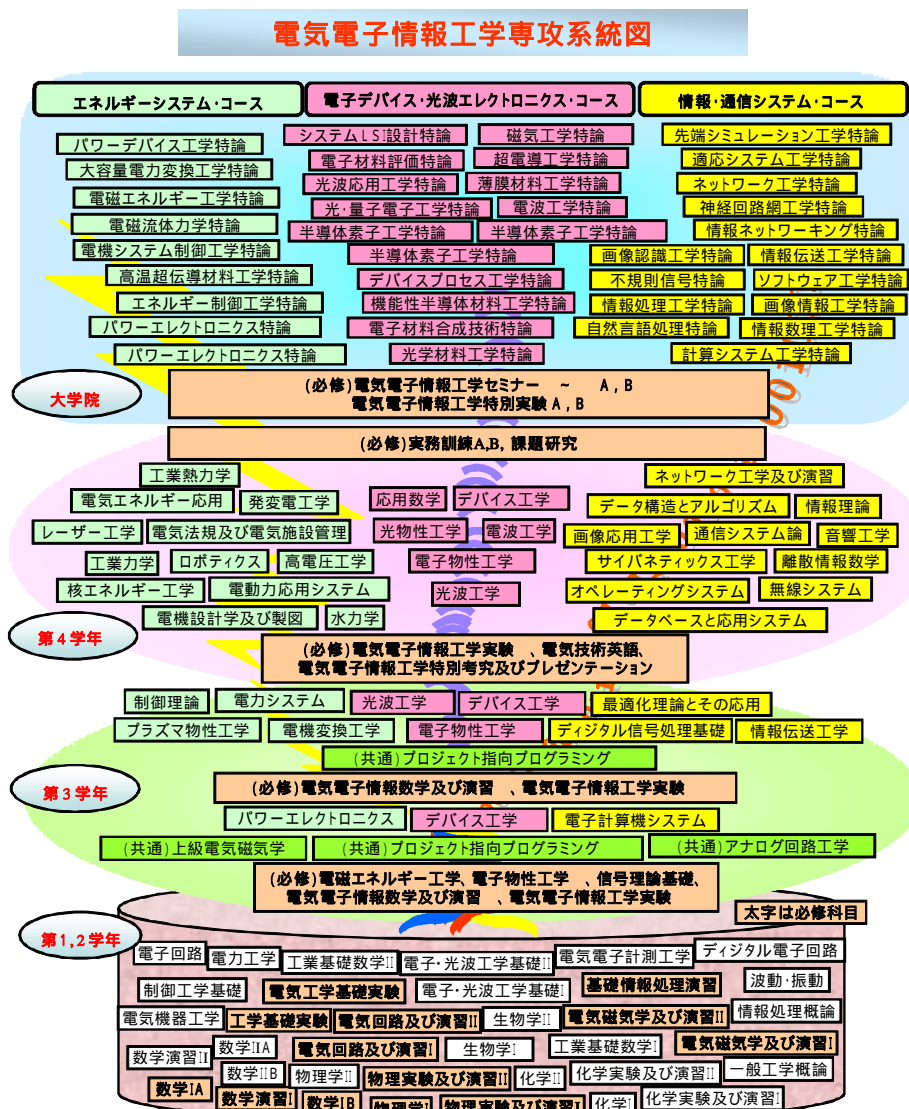 電気電子情報工学専攻系統図
エネルギーシステム・コース
電子デバイス・光波エレクトロニクス・コース
情報・通信システム・コース
パワーデバイス工学特論
大容量電力変換工学特論
電磁エネルギー工学特論
電磁流体力学特論
電機システム制御工学特論
高温超伝導材料工学特論
エネルギー制御工学特論
パワーエレクトロニクス特論
パワーエレクトロニクス特論
システムLSI設計特論
磁気工学特論
電子材料評価特論
超電導工学特論
光波応用工学特論
薄膜材料工学特論
光・量子電子工学特論
電波工学特論
半導体素子工学特論
半導体素子工学特論
半導体素子工学特論
デバイスプロセス工学特論
機能性半導体材料工学特論
電子材料合成技術特論
光学材料工学特論
先端シミュレーション工学特論
適応システム工学特論
ネットワーク工学特論
神経回路網工学特論
情報ネットワーキング特論
画像認識工学特論
情報伝送工学特論
不規則信号特論
ソフトウェア工学特論
情報処理工学特論
画像情報工学特論
自然言語処理特論
情報数理工学特論
計算システム工学特論
大学院
(必修)電気電子情報工学セミナー ~ A, B
電気電子情報工学特別実験 A, B
(必修)実務訓練A,B, 課題研究
工業熱力学
電気エネルギー応用
発変電工学
レーザー工学
電気法規及び電気施設管理
工業力学
ロボティクス
高電圧工学
核エネルギー工学
電動力応用システム
電機設計学及び製図
水力学
応用数学
デバイス工学
光物性工学
電波工学
電子物性工学
光波工学
ネットワーク工学及び演習
データ構造とアルゴリズム
情報理論
画像応用工学
通信システム論
音響工学
サイバネティックス工学
離散情報数学
オペレーティングシステム
無線システム
データベースと応用システム
第4学年
(必修)電気電子情報工学実験 、電気技術英語、
電気電子情報工学特別考究及びプレゼンテーション
制御理論
電力システム
光波工学
デバイス工学
最適化理論とその応用
プラズマ物性工学
電機変換工学
電子物性工学
ディジタル信号処理基礎
情報伝送工学
(共通)プロジェクト指向プログラミング
第3学年
(必修)電気電子情報数学及び演習 、電気電子情報工学実験
パワーエレクトロニクス
デバイス工学
電子計算機システム
(共通)上級電気磁気学
(共通)プロジェクト指向プログラミング
(共通)アナログ回路工学
(必修)電磁エネルギー工学、電子物性工学 、信号理論基礎、
電気電子情報数学及び演習 、電気電子情報工学実験
太字は必修科目
第1,2学年
電子回路
電力工学
工業基礎数学II
電子・光波工学基礎II
電気電子計測工学
ディジタル電子回路
制御工学基礎
電気工学基礎実験
電子・光波工学基礎I
基礎情報処理演習
波動・振動
電気機器工学
工学基礎実験
電気回路及び演習II
生物学II
電気磁気学及び演習II
情報処理概論
数学演習II
数学IIA
電気回路及び演習I
生物学I
工業基礎数学I
電気磁気学及び演習I
数学IIB
物理学II
物理実験及び演習II
化学II
化学実験及び演習II
一般工学概論
数学IA
数学演習I
数学IB
物理学I
物理実験及び演習I
化学I
化学実験及び演習I